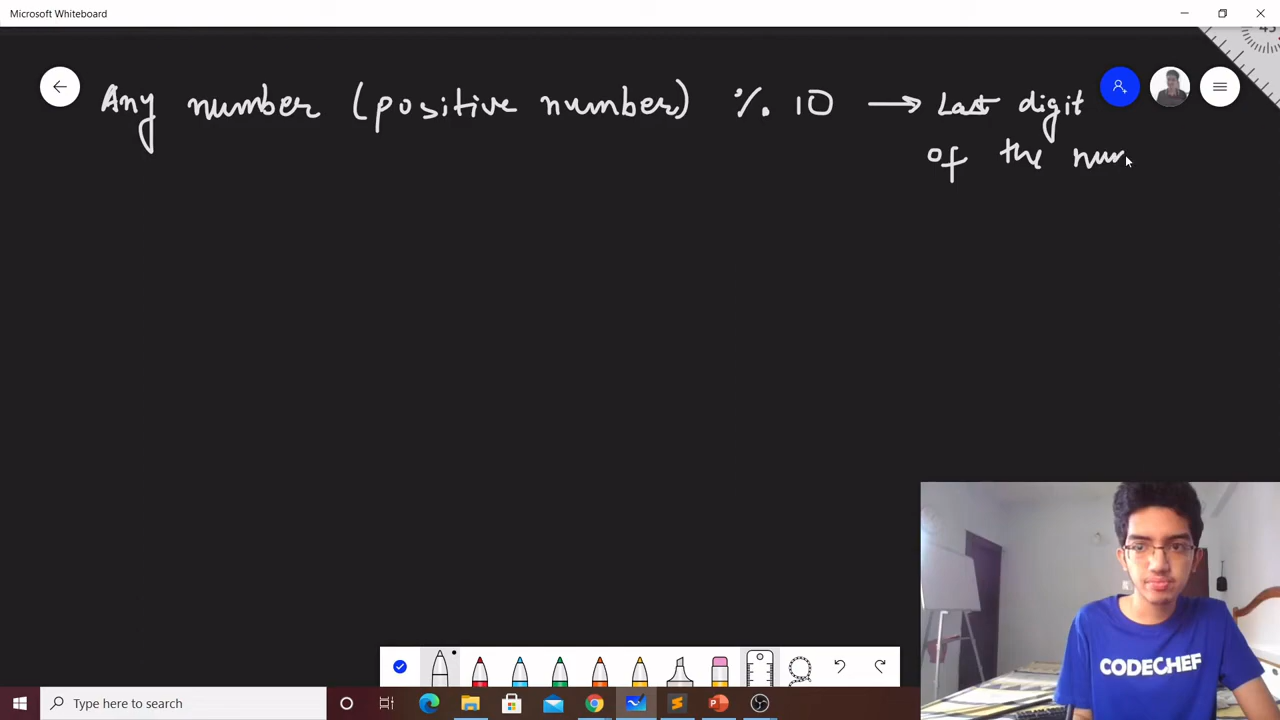 Microsoft Whiteboard
Any number (positive number) % 10 → Last digit
of the num
CODECHEF
Type here to search